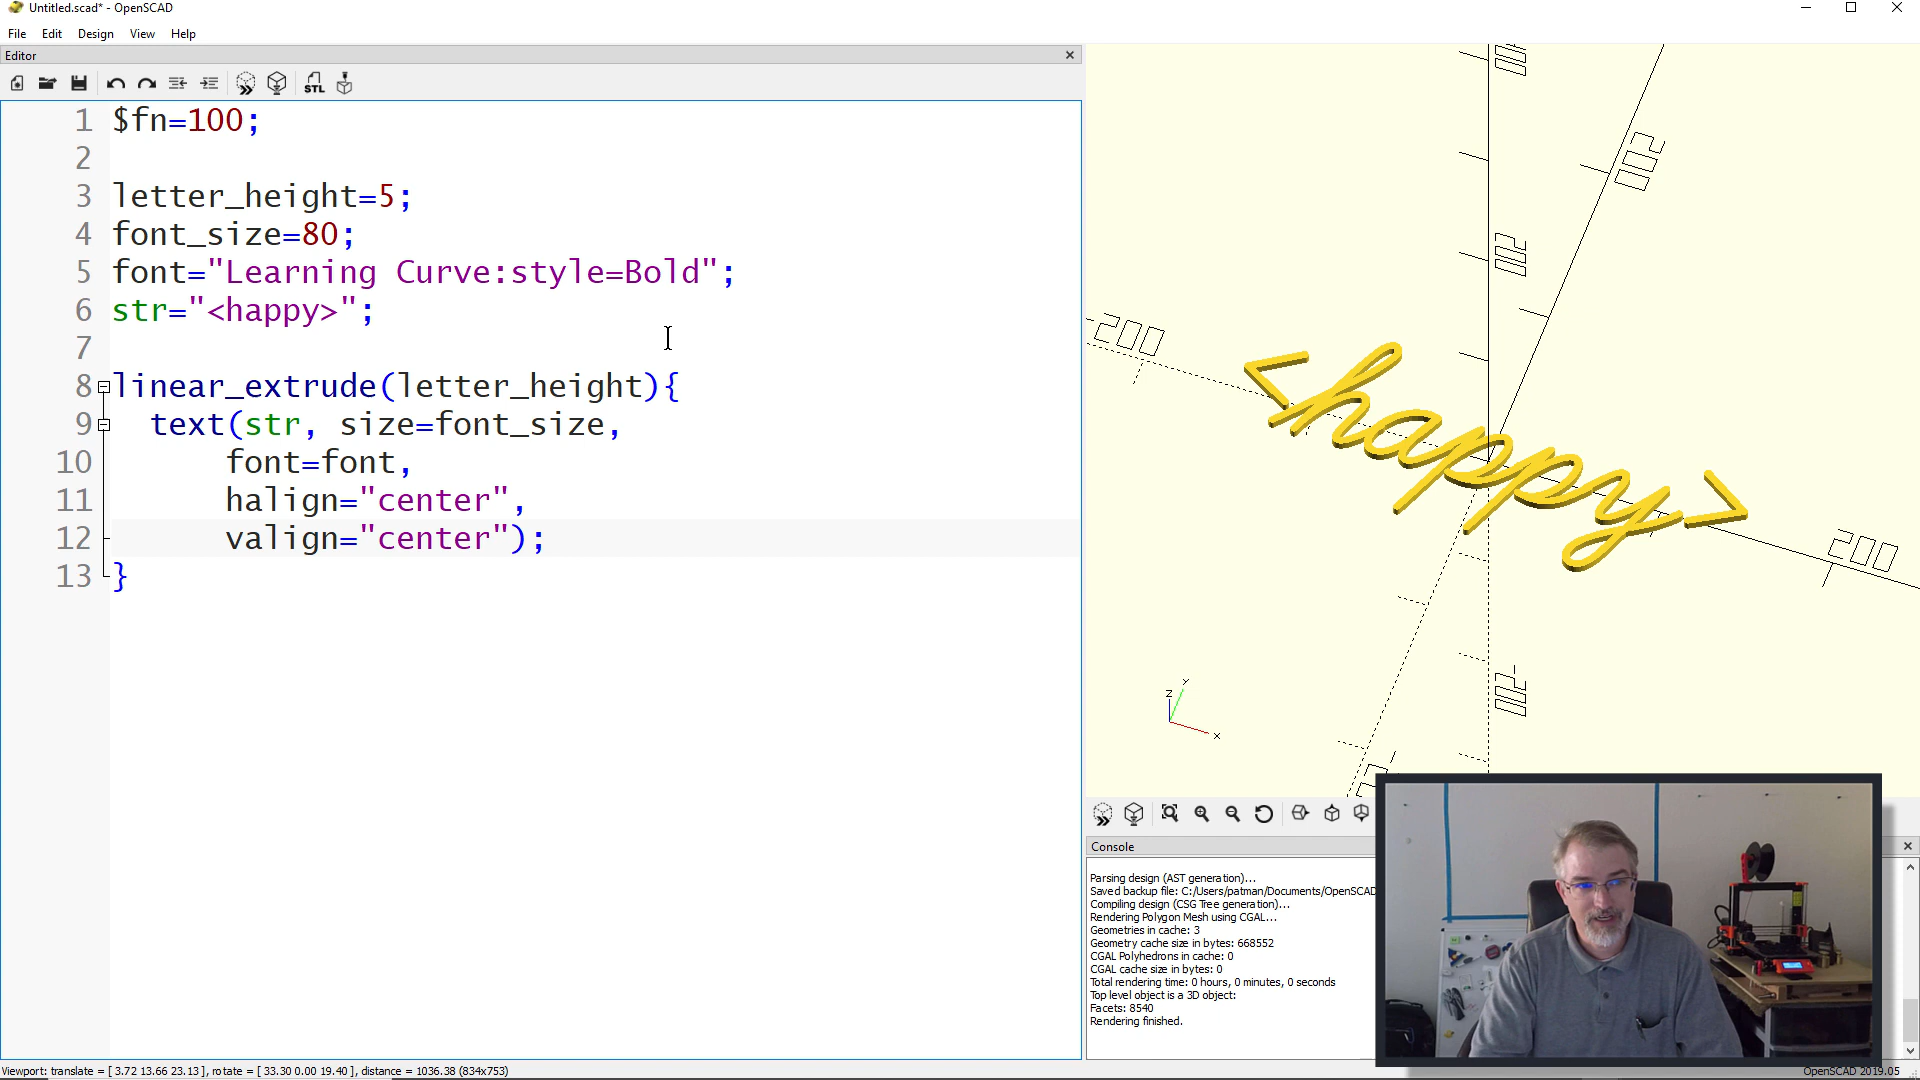 Untitled.scad* - OpenSCAD
File Edit Design View Help
Editor
STL
1 $fn=100;
2
3 letter_height=5;
4 font_size=80;
5 font="Learning Curve:style=Bold";
6 str="<happy>";
7
8 linear_extrude(letter_height){
9 text(str, size=font_size,
10 font=font,
11 halign="center",
12 valign="center");
13 }
<happy>
-200
200
100
Z
Y
X
Console
Parsing design (AST generation)...
Saved backup file: C:/Users/patman/Documents/OpenSCAD
Compiling design (CSG Tree generation)...
Rendering Polygon Mesh using CGAL...
Geometries in cache: 3
Geometry cache size in bytes: 668552
CGAL Polyhedrons in cache: 0
CGAL cache size in bytes: 0
Total rendering time: 0 hours, 0 minutes, 0 seconds
Top level object is a 3D object:
Facets: 8540
Rendering finished.
Viewport: translate = [ 3.72 13.66 23.13 ], rotate = [ 33.30 0.00 19.40 ], distance = 1036.38 (834x753)
OpenSCAD 2019.05